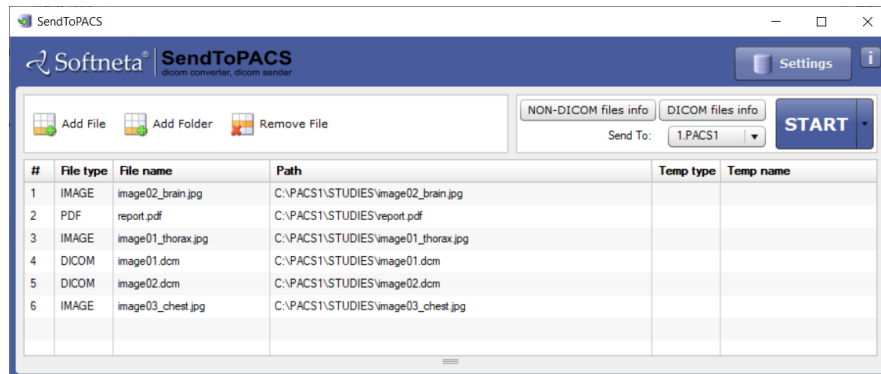 SendToPACS
Softneta® SendToPACS
dicom converter, dicom sender
Settings
i
Add File Add Folder Remove File
NON-DICOM files info DICOM files info
Send To: 1.PACS1
START
# File type File name Path Temp type Temp name
1 IMAGE image02_brain.jpg C:\PACS1\STUDIES\image02_brain.jpg
2 PDF report.pdf C:\PACS1\STUDIES\report.pdf
3 IMAGE image01_thorax.jpg C:\PACS1\STUDIES\image01_thorax.jpg
4 DICOM image01.dcm C:\PACS1\STUDIES\image01.dcm
5 DICOM image02.dcm C:\PACS1\STUDIES\image02.dcm
6 IMAGE image03_chest.jpg C:\PACS1\STUDIES\image03_chest.jpg